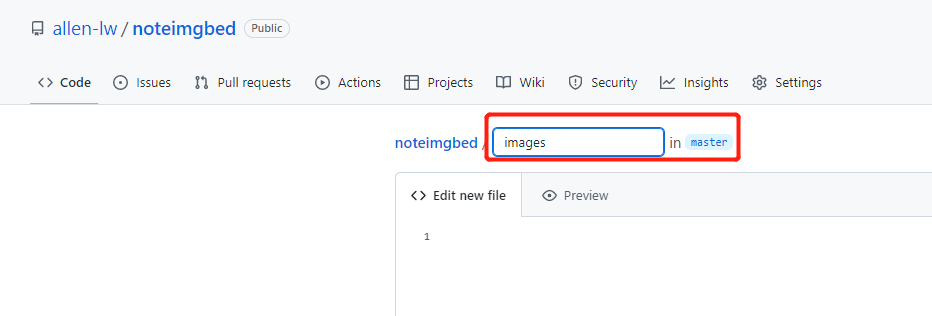 allen-lw / noteimgbed Public
Code Issues Pull requests Actions Projects Wiki Security Insights Settings
noteimgbed / images in master
Edit new file Preview
1